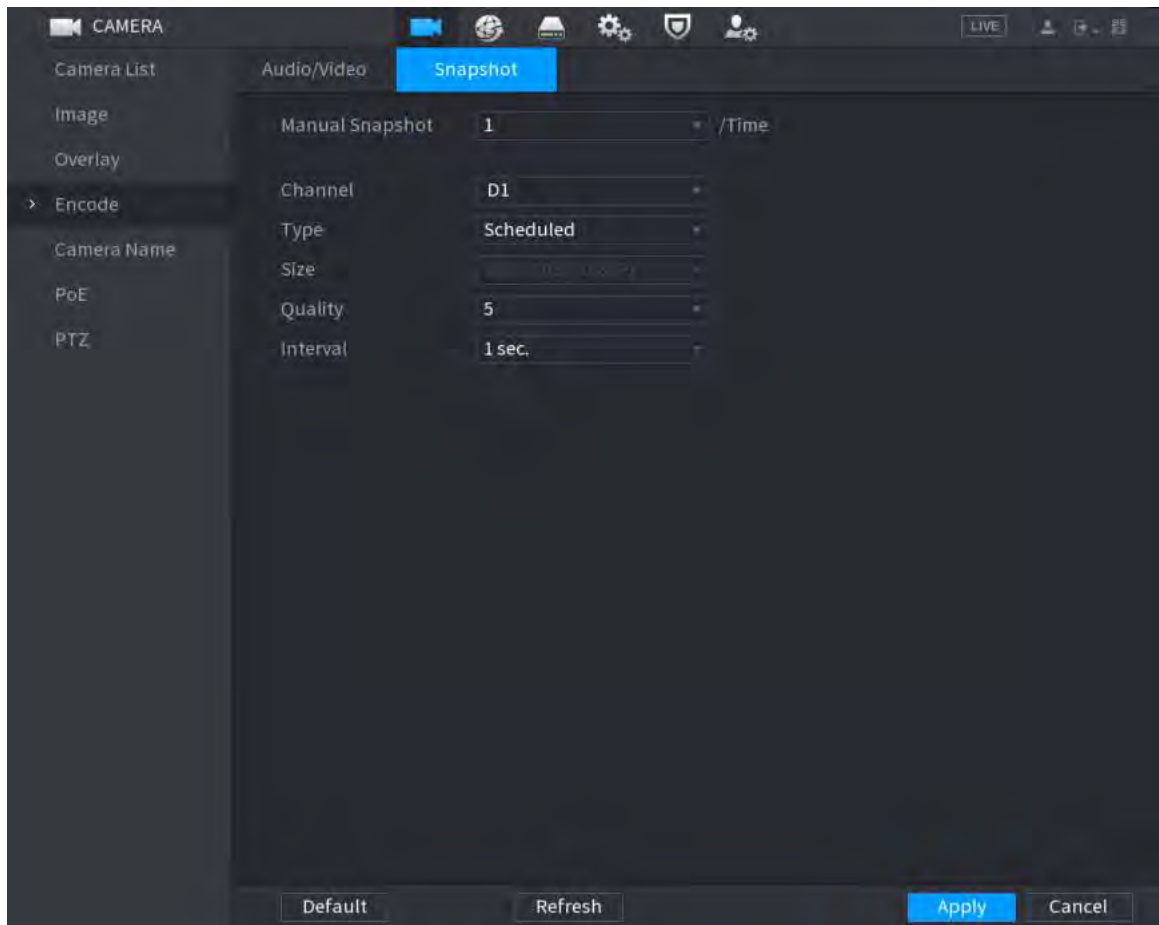 CAMERA
LIVE
Camera List
Audio/Video
Snapshot
Image
Manual Snapshot 1 /Time
Overlay
Channel D1
Encode
Type Scheduled
Camera Name
Size
PoE
Quality 5
PTZ
Interval 1 sec.
Default
Refresh
Apply
Cancel